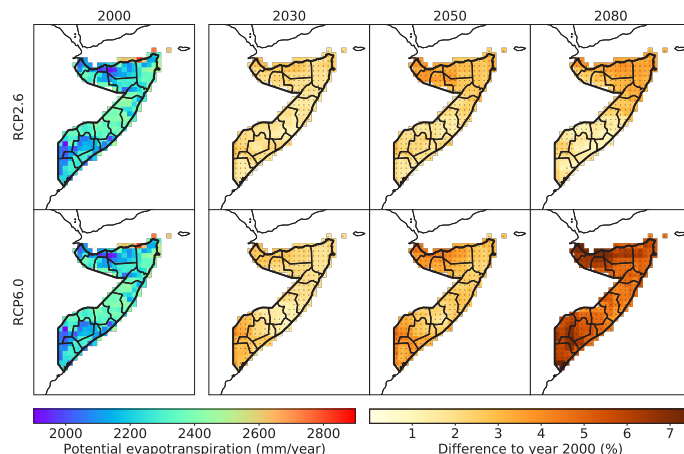 2000 2030 2050 2080
RCP2.6
RCP6.0
2000 2200 2400 2600 2800
Potential evapotranspiration (mm/year)
1 2 3 4 5 6 7
Difference to year 2000 (%)